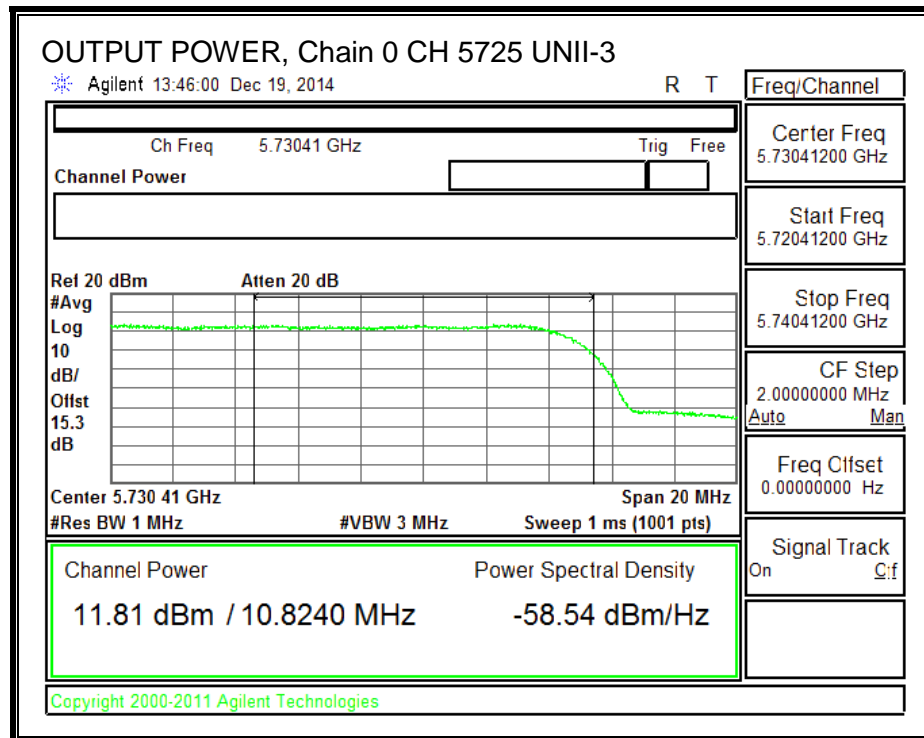 OUTPUT POWER, Chain 0 CH 5725 UNII-3
Agilent 13:46:00 Dec 19, 2014 R T
Freq/Channel
Ch Freq 5.73041 GHz Trig Free
Channel Power
Center Freq
5.73041200 GHz
Start Freq
5.72041200 GHz
Stop Freq
5.74041200 GHz
CF Step
2.00000000 MHz
Auto Man
Freq Offset
0.00000000 Hz
Signal Track
On Off
Ref 20 dBm Atten 20 dB
#Avg
Log
10
dB/
Offst
15.3
dB
Center 5.730 41 GHz Span 20 MHz
#Res BW 1 MHz #VBW 3 MHz Sweep 1 ms (1001 pts)
Channel Power Power Spectral Density
11.81 dBm / 10.8240 MHz -58.54 dBm/Hz
Copyright 2000-2011 Agilent Technologies